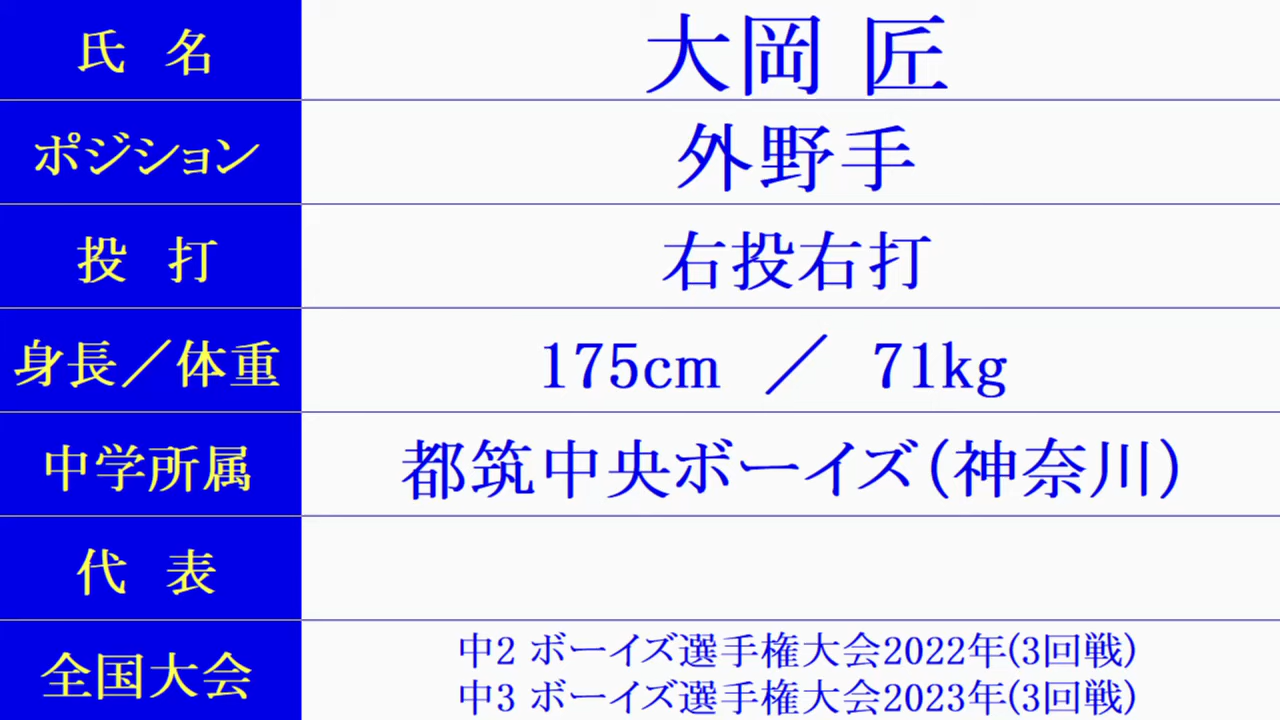 氏 名
大岡 匠
ポジション
外野手
投 打
右投右打
身長／体重
175cm ／ 71kg
中学所属
都筑中央ボーイズ(神奈川)
代 表
全国大会
中2 ボーイズ選手権大会2022年(3回戦)
中3 ボーイズ選手権大会2023年(3回戦)